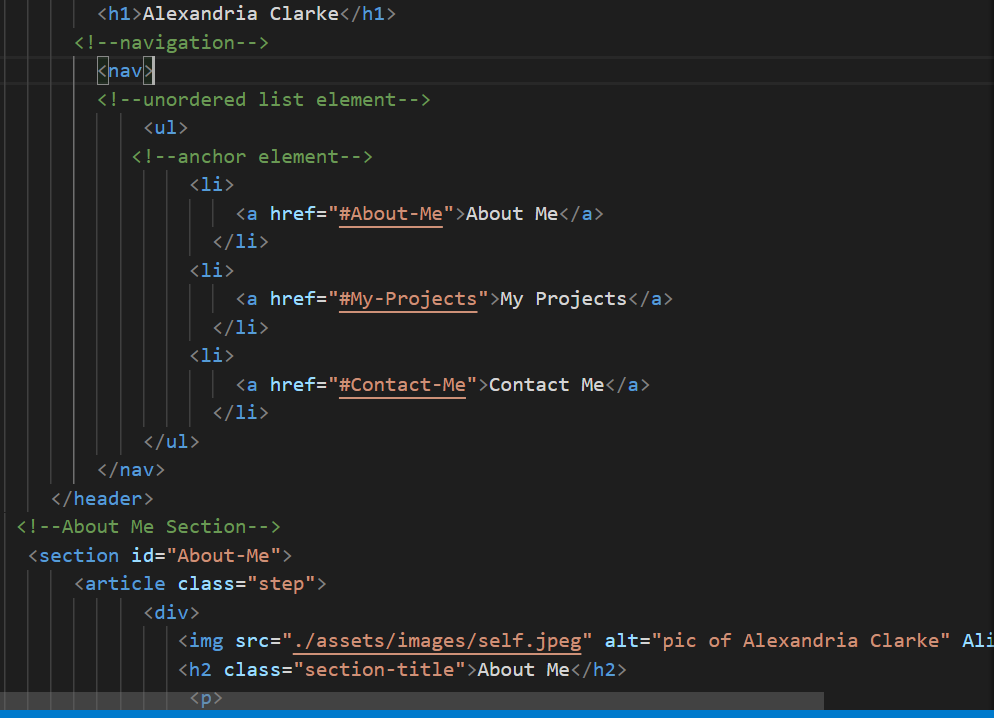 <h1>Alexandria Clarke</h1>
<!--navigation-->
<nav>
<!--unordered list element-->
<ul>
<!--anchor element-->
<li>
<a href="#About-Me">About Me</a>
</li>
<li>
<a href="#My-Projects">My Projects</a>
</li>
<li>
<a href="#Contact-Me">Contact Me</a>
</li>
</ul>
</nav>
</header>
<!--About Me Section-->
<section id="About-Me">
<article class="step">
<div>
<img src="./assets/images/self.jpeg" alt="pic of Alexandria Clarke" Ali
<h2 class="section-title">About Me</h2>
<p>